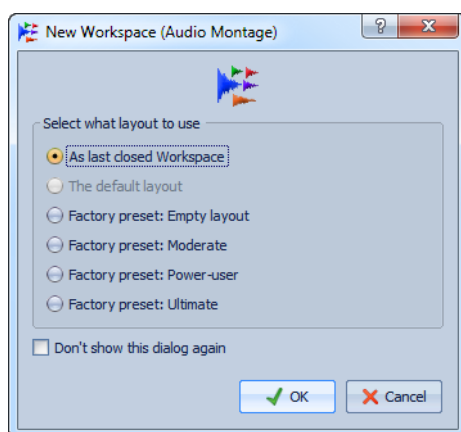 New Workspace (Audio Montage)
?
X
Select what layout to use
As last closed Workspace
The default layout
Factory preset: Empty layout
Factory preset: Moderate
Factory preset: Power-user
Factory preset: Ultimate
Don't show this dialog again
OK
Cancel